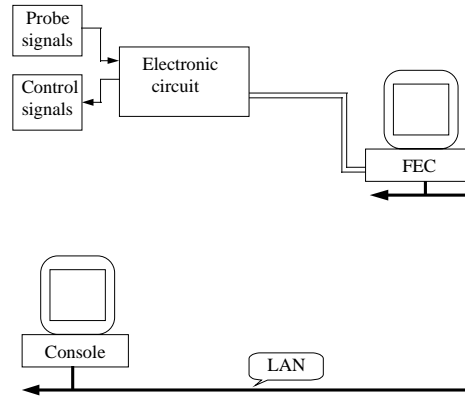 Probe
signals
Electronic
circuit
Control
signals
FEC
Console
LAN